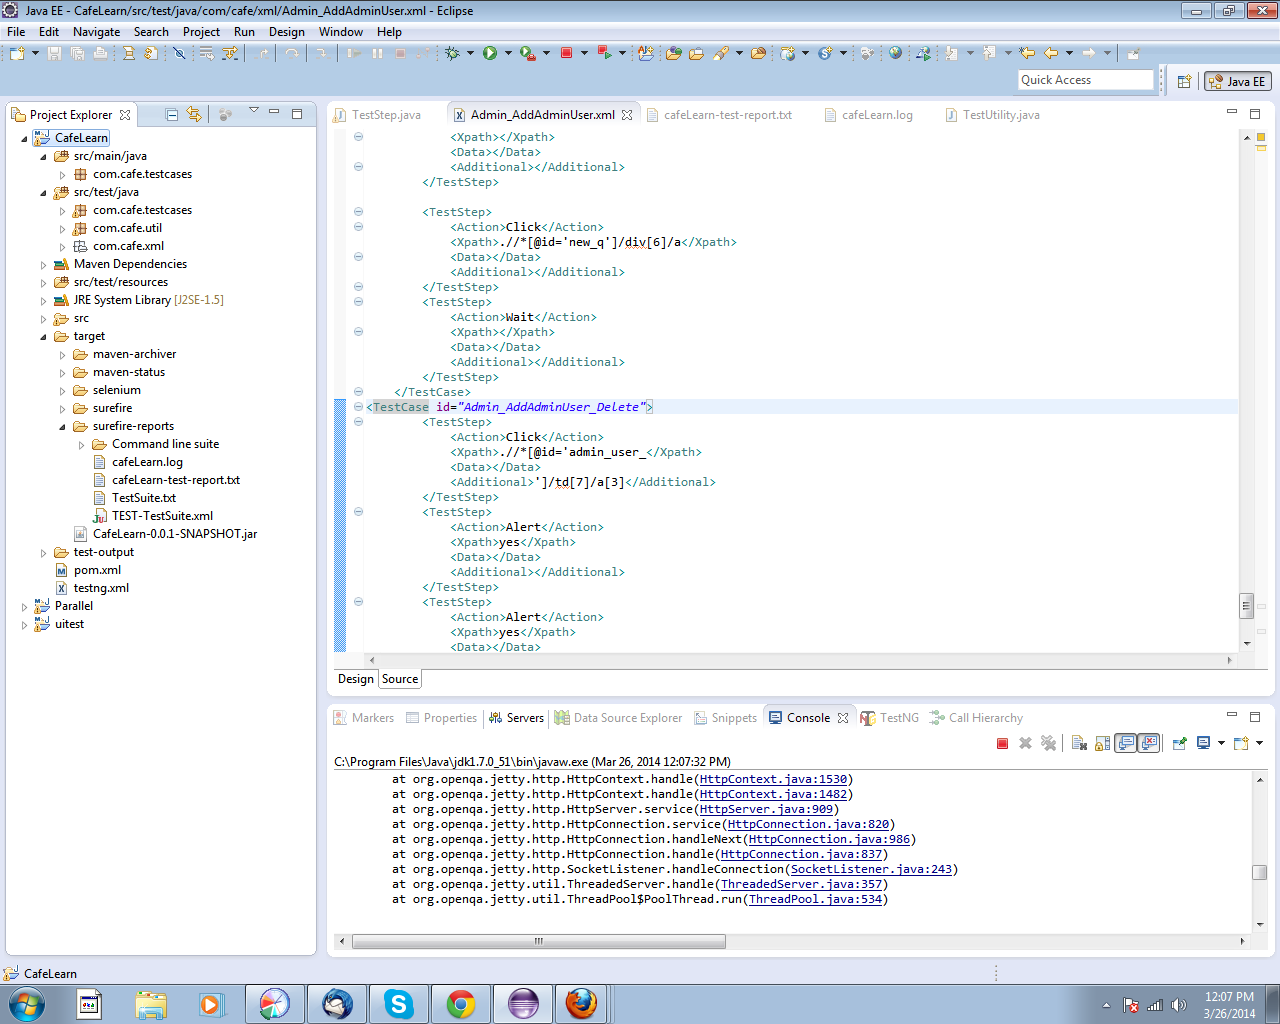 Java EE - CafeLearn/src/test/java/com/cafe/xml/Admin_AddAdminUser.xml - Eclipse
File Edit Navigate Search Project Run Design Window Help
Quick Access
Java EE
Project Explorer
CafeLearn
src/main/java
com.cafe.testcases
src/test/java
com.cafe.testcases
com.cafe.util
com.cafe.xml
Maven Dependencies
src/test/resources
JRE System Library [J2SE-1.5]
src
target
maven-archiver
maven-status
selenium
surefire
surefire-reports
Command line suite
cafeLearn.log
cafeLearn-test-report.txt
TestSuite.txt
TEST-TestSuite.xml
CafeLearn-0.0.1-SNAPSHOT.jar
test-output
pom.xml
testng.xml
Parallel
uitest
TestStep.java Admin_AddAdminUser.xml cafeLearn-test-report.txt cafeLearn.log TestUtility.java
<Xpath></Xpath>
<Data></Data>
<Additional></Additional>
</TestStep>
<TestStep>
<Action>Click</Action>
<Xpath>.//*[@id='new_q']/div[6]/a</Xpath>
<Data></Data>
<Additional></Additional>
</TestStep>
<TestStep>
<Action>Wait</Action>
<Xpath></Xpath>
<Data></Data>
<Additional></Additional>
</TestStep>
</TestCase>
<TestCase id="Admin_AddAdminUser_Delete">
<TestStep>
<Action>Click</Action>
<Xpath>.//*[@id='admin_user_</Xpath>
<Data></Data>
<Additional>']/td[7]/a[3]</Additional>
</TestStep>
<TestStep>
<Action>Alert</Action>
<Xpath>yes</Xpath>
<Data></Data>
<Additional></Additional>
</TestStep>
<TestStep>
<Action>Alert</Action>
<Xpath>yes</Xpath>
<Data></Data>
Design Source
Markers Properties Servers Data Source Explorer Snippets Console TestNG Call Hierarchy
C:\Program Files\Java\jdk1.7.0_51\bin\javaw.exe (Mar 26, 2014 12:07:32 PM)
at org.openqa.jetty.http.HttpContext.handle(HttpContext.java:1530)
at org.openqa.jetty.http.HttpContext.handle(HttpContext.java:1482)
at org.openqa.jetty.http.HttpServer.service(HttpServer.java:909)
at org.openqa.jetty.http.HttpConnection.service(HttpConnection.java:820)
at org.openqa.jetty.http.HttpConnection.handleNext(HttpConnection.java:986)
at org.openqa.jetty.http.HttpConnection.handle(HttpConnection.java:837)
at org.openqa.jetty.http.SocketListener.handleConnection(SocketListener.java:243)
at org.openqa.jetty.util.ThreadedServer.handle(ThreadedServer.java:357)
at org.openqa.jetty.util.ThreadPool$PoolThread.run(ThreadPool.java:534)
CafeLearn
12:07 PM
3/26/2014